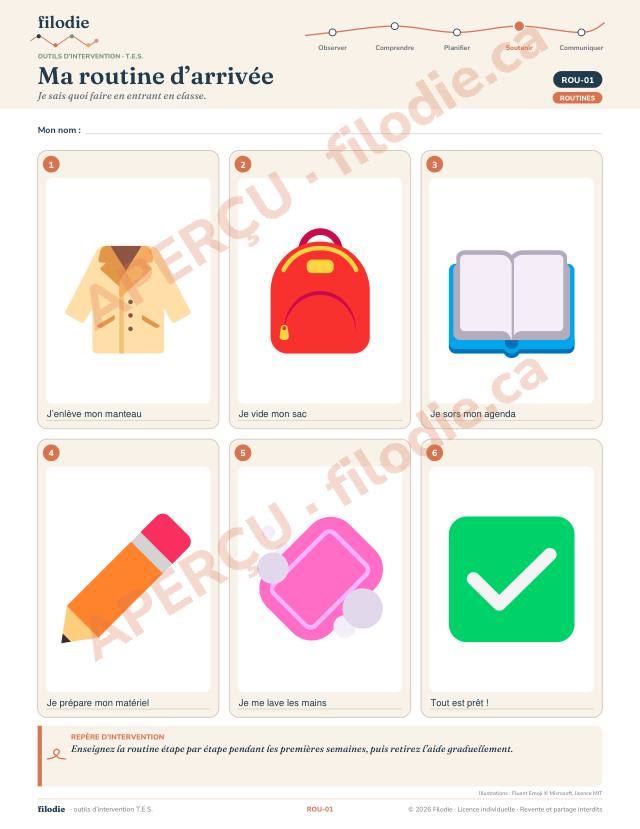 filodie
OUTILS D'INTERVENTION · T.E.S.
Observer Comprendre Planifier Soutenir Communiquer
Ma routine d'arrivée
Je sais quoi faire en entrant en classe.
ROU-01
ROUTINES
Mon nom :
1
2
3
J'enlève mon manteau
Je vide mon sac
Je sors mon agenda
4
5
6
Je prépare mon matériel
Je me lave les mains
Tout est prêt !
APERÇU · filodie.ca
APERÇU · filodie.ca
REPÈRE D'INTERVENTION
Enseignez la routine étape par étape pendant les premières semaines, puis retirez l'aide graduellement.
Illustrations : Fluent Emoji © Microsoft, licence MIT
filodie · outils d'intervention T.E.S.
ROU-01
© 2026 Filodie · Licence individuelle · Revente et partage interdits